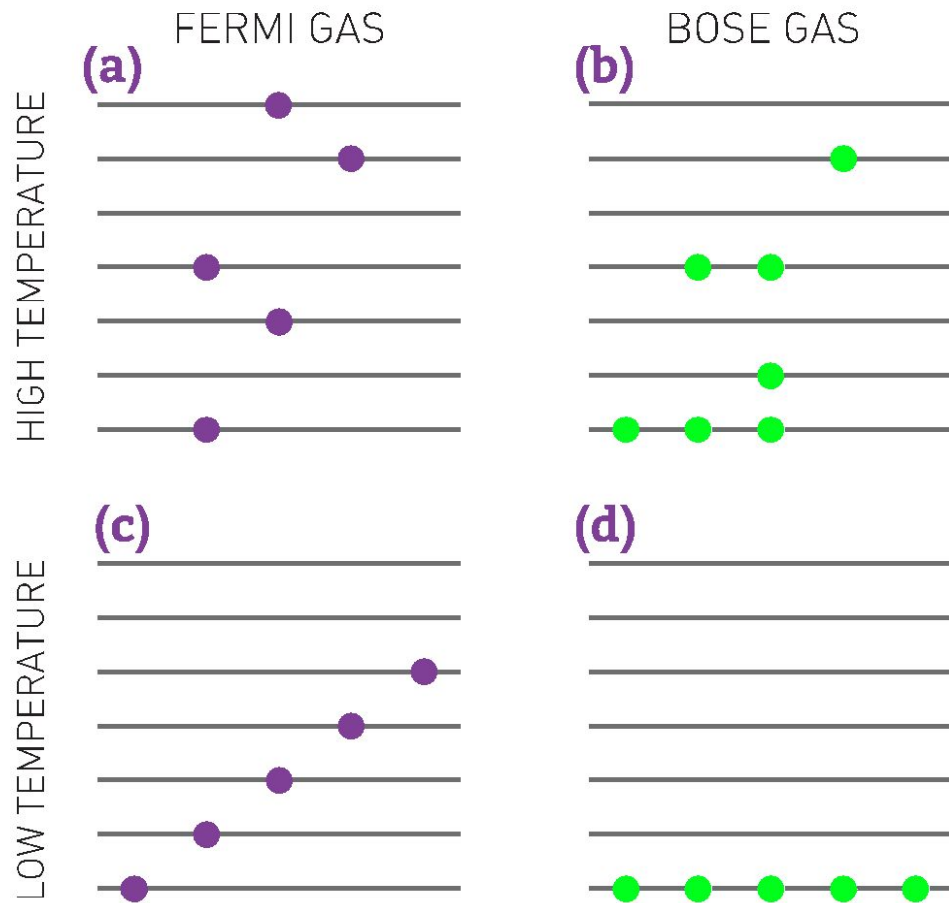 FERMI GAS
BOSE GAS
(a)
(b)
HIGH TEMPERATURE
(c)
(d)
LOW TEMPERATURE